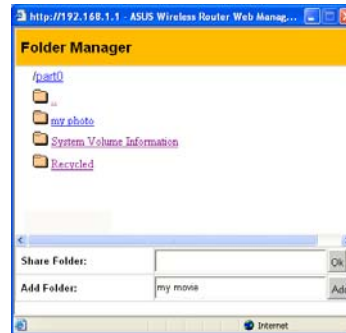 http://192.168.1.1 - ASUS Wireless Router Web Manag...
Folder Manager
/part0
..
my photo
System Volume Information
Recycled
Share Folder:
Ok
Add Folder: my movie
Add
Internet